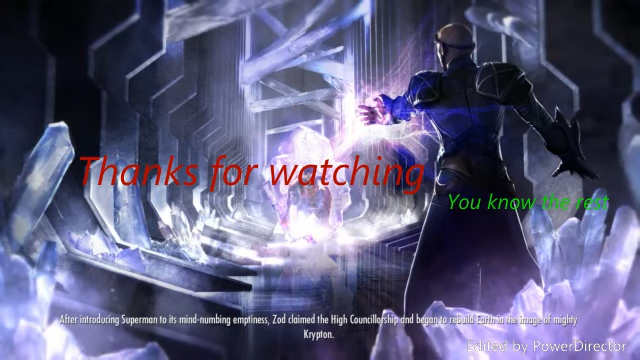 Thanks for watching
You know the rest
After introducing Superman to its mind-numbing emptiness, Zod claimed the High Councillorship and began to rebuild Earth in the image of mighty
Krypton.
Edited by PowerDirector